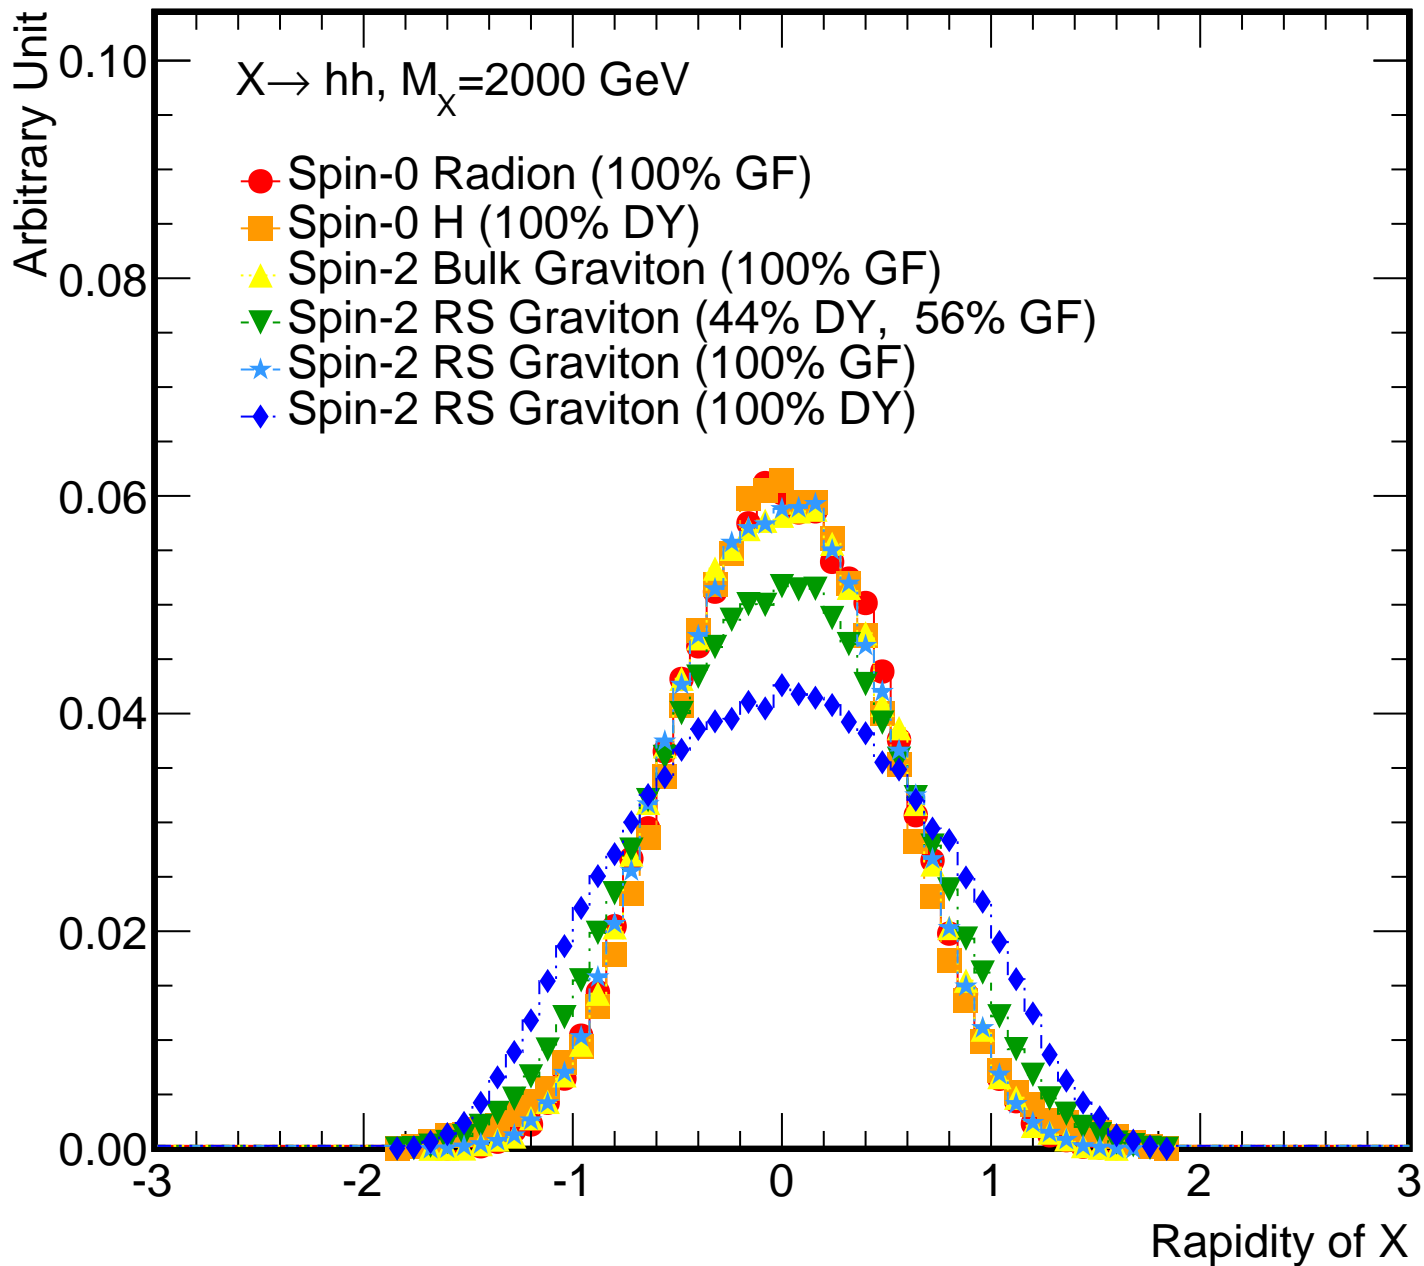 Arbitrary Unit
X→ hh, M_X=2000 GeV
Spin-0 Radion (100% GF)
Spin-0 H (100% DY)
Spin-2 Bulk Graviton (100% GF)
Spin-2 RS Graviton (44% DY, 56% GF)
Spin-2 RS Graviton (100% GF)
Spin-2 RS Graviton (100% DY)
0.10
0.08
0.06
0.04
0.02
0.00
-3 -2 -1 0 1 2 3
Rapidity of X